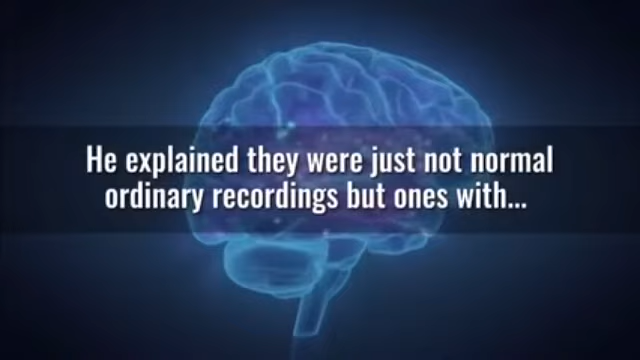 He explained they were just not normal
ordinary recordings but ones with...